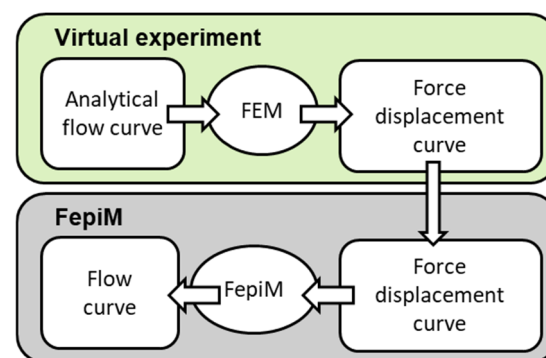 Virtual experiment
Analytical
flow curve
FEM
Force
displacement
curve
FepiM
Flow
curve
FepiM
Force
displacement
curve